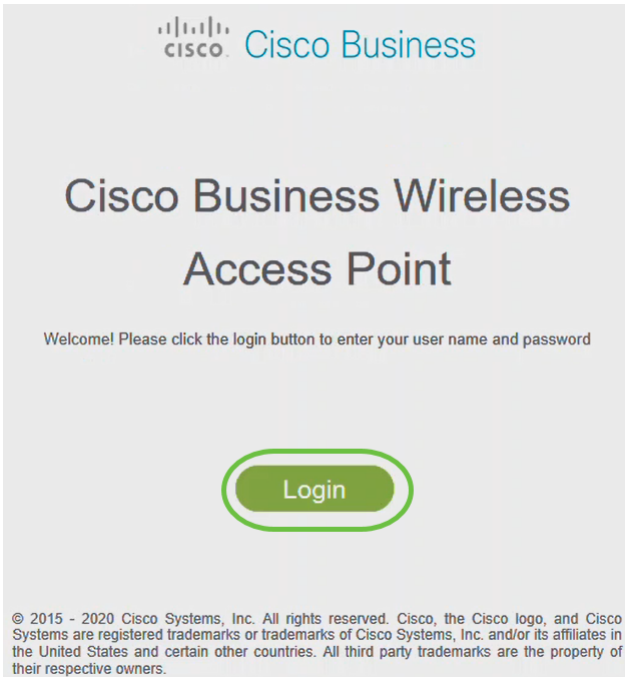 CISCO. Cisco Business
Cisco Business Wireless
Access Point
Welcome! Please click the login button to enter your user name and password
Login
© 2015 - 2020 Cisco Systems, Inc. All rights reserved. Cisco, the Cisco logo, and Cisco
Systems are registered trademarks or trademarks of Cisco Systems, Inc. and/or its affiliates in
the United States and certain other countries. All third party trademarks are the property of
their respective owners.